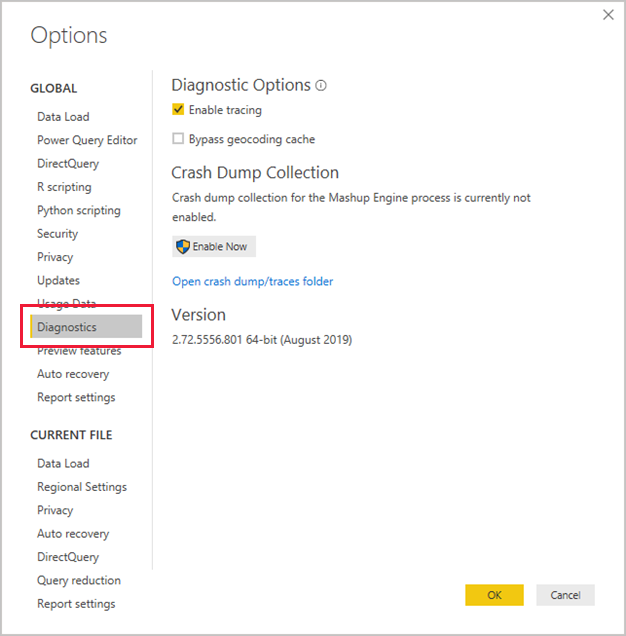 Options
GLOBAL
Data Load
Power Query Editor
DirectQuery
R scripting
Python scripting
Security
Privacy
Updates
Usage Data
Diagnostics
Preview features
Auto recovery
Report settings
CURRENT FILE
Data Load
Regional Settings
Privacy
Auto recovery
DirectQuery
Query reduction
Report settings
Diagnostic Options
Enable tracing
Bypass geocoding cache
Crash Dump Collection
Crash dump collection for the Mashup Engine process is currently not
enabled.
Enable Now
Open crash dump/traces folder
Version
2.72.5556.801 64-bit (August 2019)
OK
Cancel